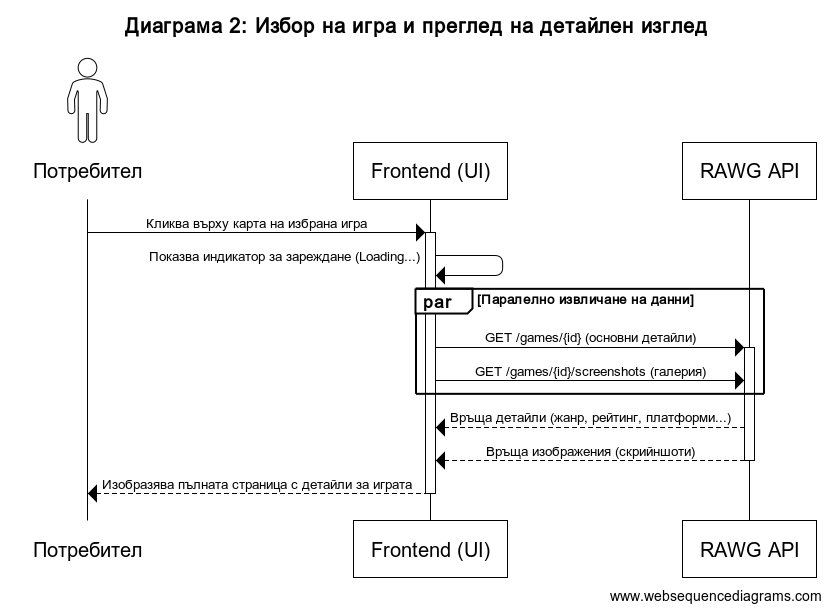 Диаграма 2: Избор на игра и преглед на детайлен изглед
Потребител
Frontend (UI)
RAWG API
Кликва върху карта на избрана игра
Показва индикатор за зареждане (Loading...)
par
[Паралелно извличане на данни]
GET /games/{id} (основни детайли)
GET /games/{id}/screenshots (галерия)
Връща детайли (жанр, рейтинг, платформи...)
Връща изображения (скрийншоти)
Изобразява пълната страница с детайли за играта
Потребител
Frontend (UI)
RAWG API
www.websequencediagrams.com